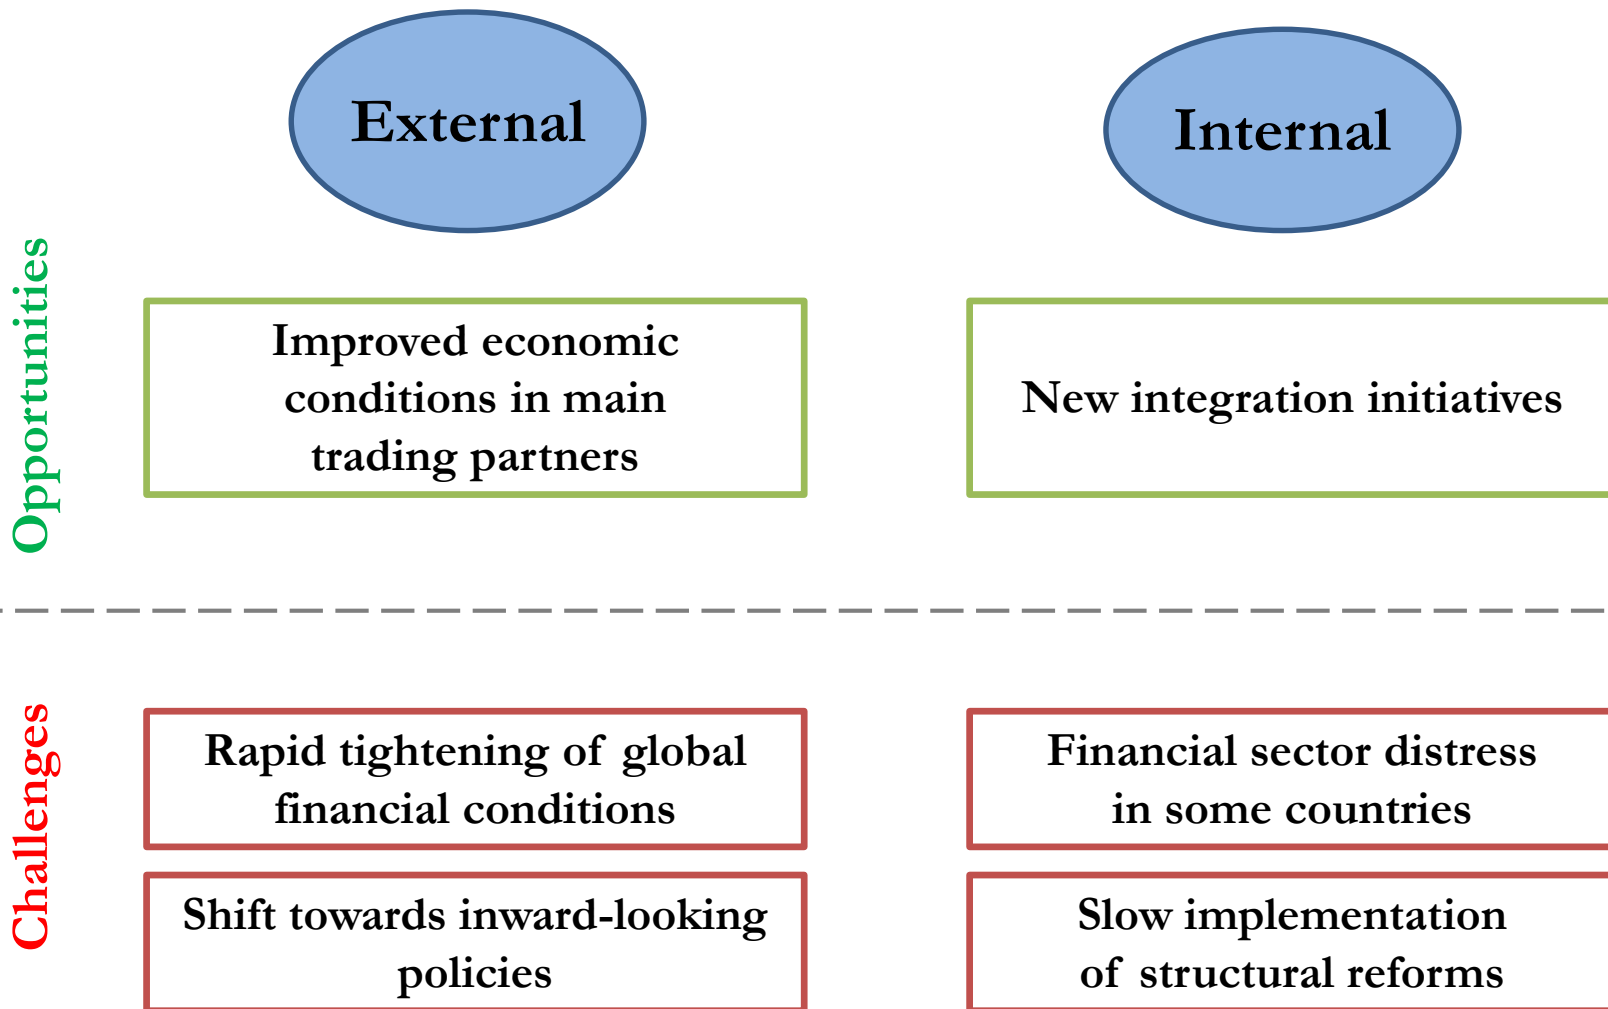 External
Internal
Opportunities
Improved economic
conditions in main
trading partners
New integration initiatives
Challenges
Rapid tightening of global
financial conditions
Financial sector distress
in some countries
Shift towards inward-looking
policies
Slow implementation
of structural reforms